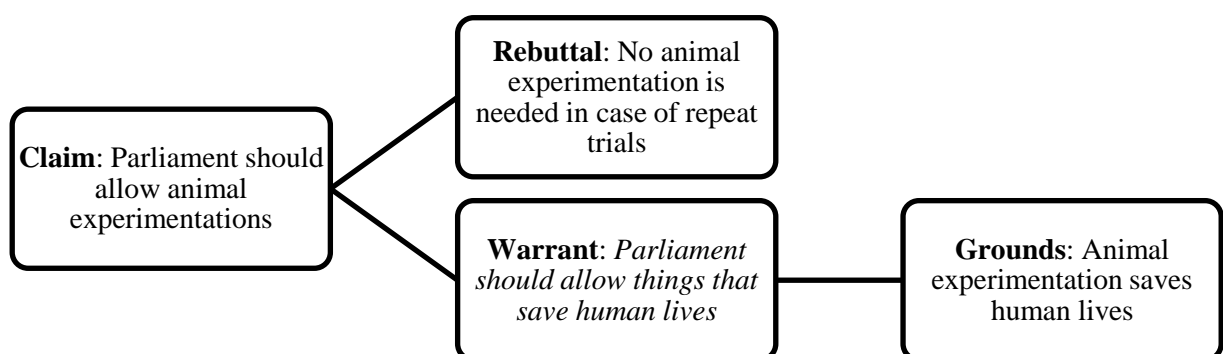 Claim: Parliament should
allow animal
experimentations
Rebuttal: No animal
experimentation is
needed in case of repeat
trials
Warrant: Parliament
should allow things that
save human lives
Grounds: Animal
experimentation saves
human lives